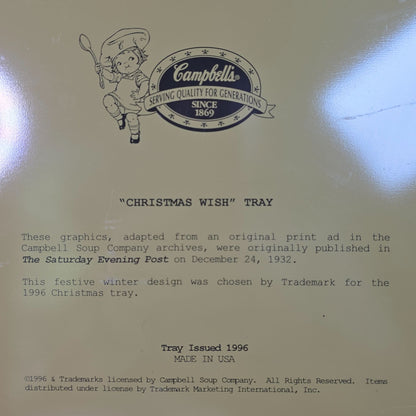 Campbell's®
SERVING QUALITY FOR GENERATIONS
SINCE
1869
"CHRISTMAS WISH" TRAY
These graphics, adapted from an original print ad in the
Campbell Soup Company archives, were originally published in
The Saturday Evening Post on December 24, 1932.
This festive winter design was chosen by Trademark for the
1996 Christmas tray.
Tray Issued 1996
MADE IN USA
©1996 & Trademarks licensed by Campbell Soup Company. All Rights Reserved. Items
distributed under license by Trademark Marketing International, Inc.